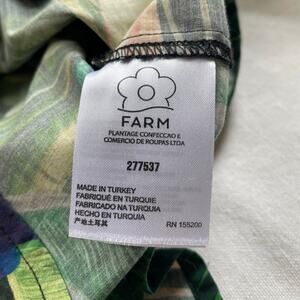 FARM
PLANTAGE CONFECCAO E
COMERCIO DE ROUPAS LTDA
277537
MADE IN TURKEY
FABRIQUÉ EN TURQUIE
FABRICADO NA TURQUIA
HECHO EN TURQUIA
产地土耳其
RN 155200